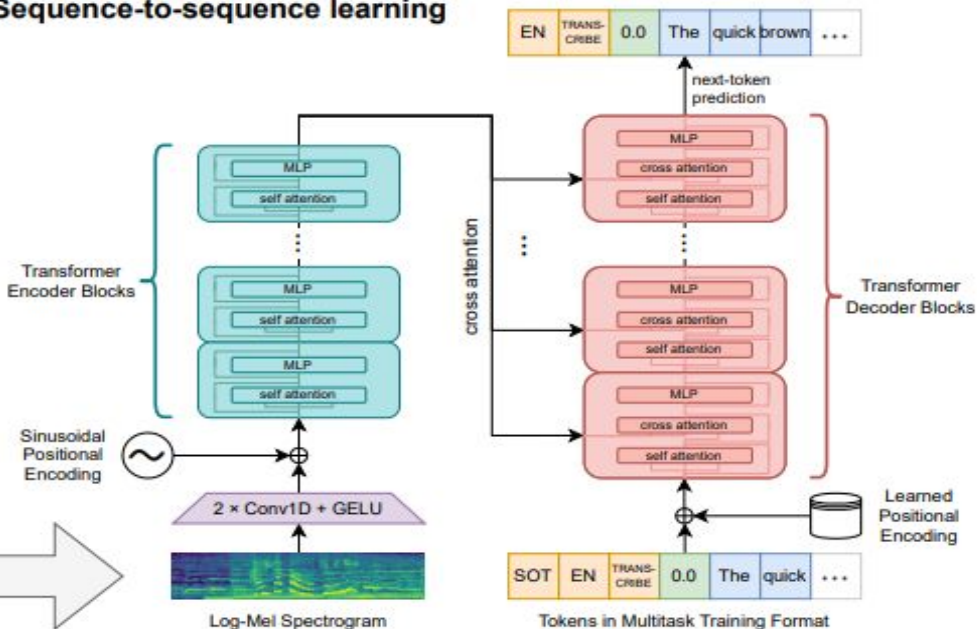 Sequence-to-sequence learning
EN TRANS-CRIBE 0.0 The quick brown ...
next-token
prediction
MLP
cross attention
self attention
MLP
self attention
Transformer
Encoder Blocks
cross attention
Transformer
Decoder Blocks
MLP
self attention
MLP
self attention
MLP
cross attention
self attention
MLP
cross attention
self attention
Sinusoidal
Positional
Encoding
~
2 × Conv1D + GELU
Learned
Positional
Encoding
SOT EN TRANS-CRIBE 0.0 The quick ...
Log-Mel Spectrogram
Tokens in Multitask Training Format